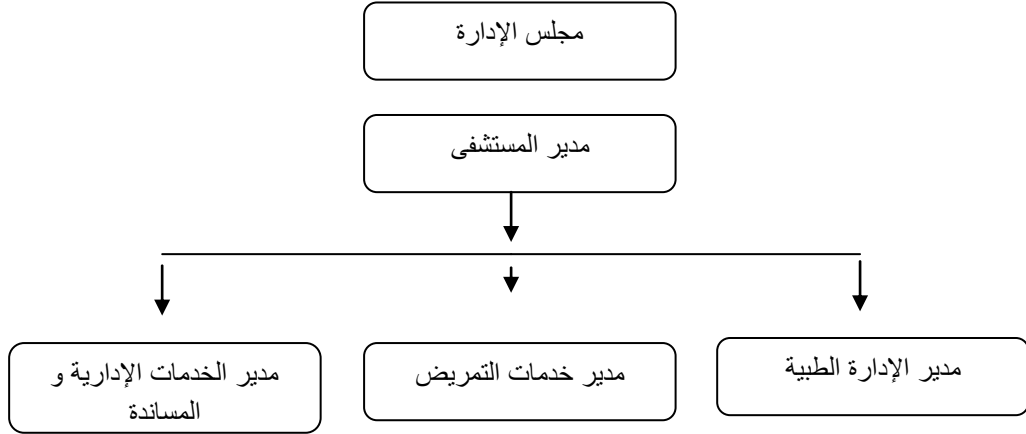 مجلس الإدارة
مدير المستشفى
مدير الإدارة الطبية
مدير خدمات التمريض
مدير الخدمات الإدارية و
المساندة